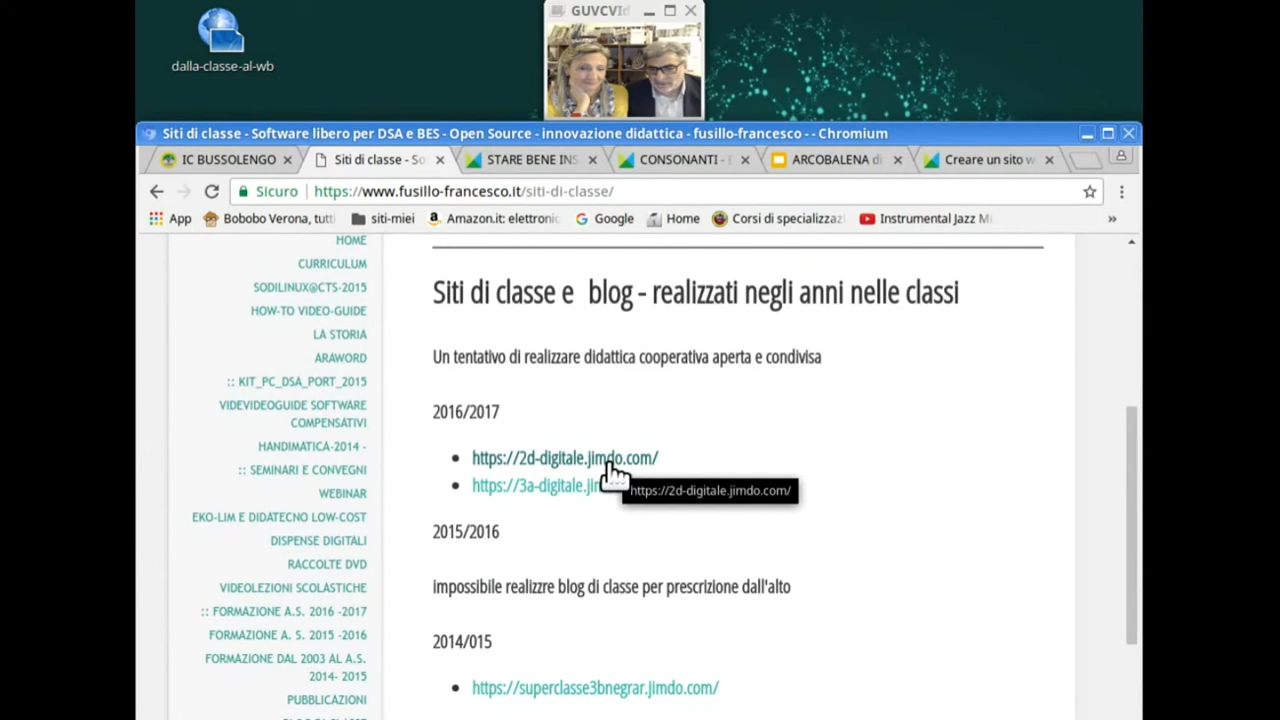 GUVCVId
dalla-classe-al-wb
Siti di classe - Software libero per DSA e BES - Open Source - innovazione didattica - fusillo-francesco - - Chromium
IC BUSSOLENGO
Siti di classe - So
STARE BENE INS
CONSONANTI -
ARCOBALENA di
Creare un sito w
Sicuro
https://www.fusillo-francesco.it/siti-di-classe/
App
Bobobo Verona, tutti
siti-miei
Amazon.it: elettronic
Google
Home
Corsi di specializzazi
Instrumental Jazz Mi
»
HOME
CURRICULUM
SODILINUX@CTS-2015
HOW-TO VIDEO-GUIDE
LA STORIA
ARAWORD
:: KIT_PC_DSA_PORT_2015
VIDEVIDEOGUIDE SOFTWARE
COMPENSATIVI
HANDIMATICA-2014 -
:: SEMINARI E CONVEGNI
WEBINAR
EKO-LIM E DIDATECNO LOW-COST
DISPENSE DIGITALI
RACCOLTE DVD
VIDEOLEZIONI SCOLASTICHE
:: FORMAZIONE A.S. 2016 -2017
FORMAZIONE A. S. 2015 -2016
FORMAZIONE DAL 2003 AL A.S.
2014- 2015
PUBBLICAZIONI
Siti di classe e blog - realizzati negli anni nelle classi
Un tentativo di realizzare didattica cooperativa aperta e condivisa
2016/2017
https://2d-digitale.jimdo.com/
https://3a-digitale.jim
https://2d-digitale.jimdo.com/
2015/2016
impossibile realizzre blog di classe per prescrizione dall'alto
2014/015
https://superclasse3bnegrar.jimdo.com/